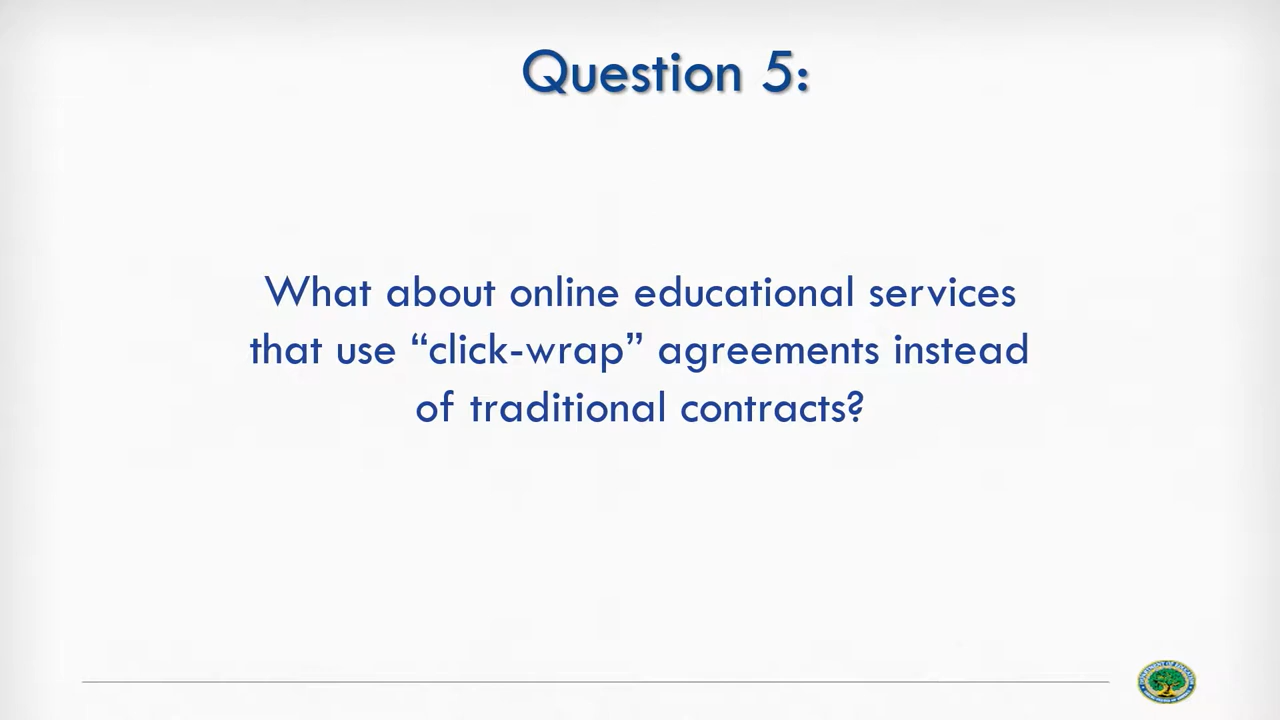 Question 5:
What about online educational services
that use “click-wrap” agreements instead
of traditional contracts?